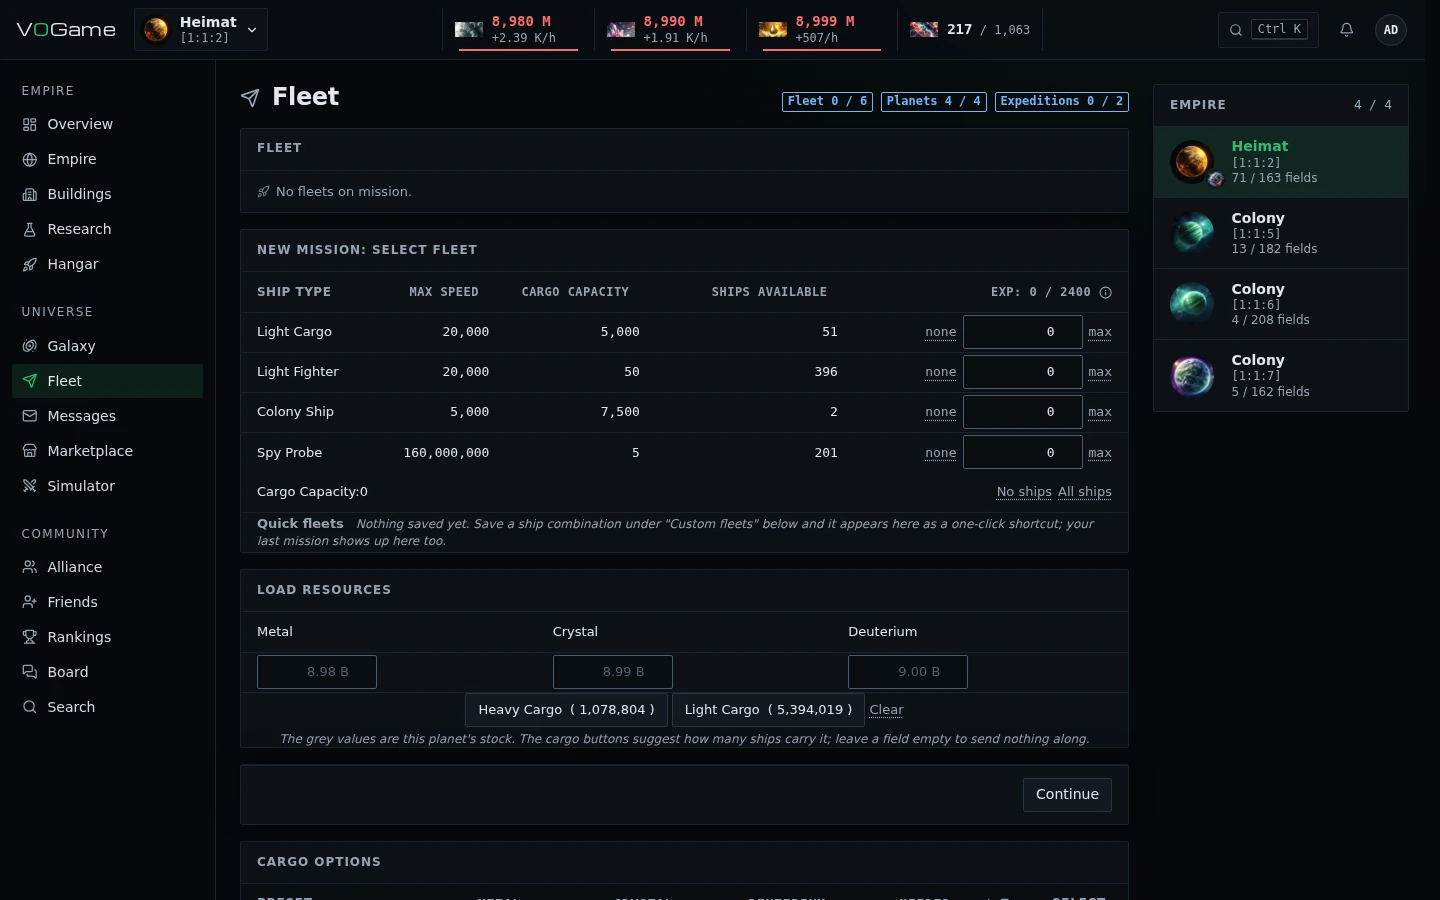 VOGame
Heimat
[1:1:2]
8,980 M
+2.39 K/h
8,990 M
+1.91 K/h
8,999 M
+507/h
217 / 1,063
Ctrl K
AD
EMPIRE
Overview
Empire
Buildings
Research
Hangar
UNIVERSE
Galaxy
Fleet
Messages
Marketplace
Simulator
COMMUNITY
Alliance
Friends
Rankings
Board
Search
Fleet
Fleet 0 / 6
Planets 4 / 4
Expeditions 0 / 2
FLEET
No fleets on mission.
NEW MISSION: SELECT FLEET
SHIP TYPE MAX SPEED CARGO CAPACITY SHIPS AVAILABLE EXP: 0 / 2400
Light Cargo 20,000 5,000 51 none 0 max
Light Fighter 20,000 50 396 none 0 max
Colony Ship 5,000 7,500 2 none 0 max
Spy Probe 160,000,000 5 201 none 0 max
Cargo Capacity:0 No ships All ships
Quick fleets Nothing saved yet. Save a ship combination under "Custom fleets" below and it appears here as a one-click shortcut; your
last mission shows up here too.
LOAD RESOURCES
Metal Crystal Deuterium
8.98 B 8.99 B 9.00 B
Heavy Cargo ( 1,078,804 ) Light Cargo ( 5,394,019 ) Clear
The grey values are this planet's stock. The cargo buttons suggest how many ships carry it; leave a field empty to send nothing along.
Continue
CARGO OPTIONS
EMPIRE 4 / 4
Heimat
[1:1:2]
71 / 163 fields
Colony
[1:1:5]
13 / 182 fields
Colony
[1:1:6]
4 / 208 fields
Colony
[1:1:7]
5 / 162 fields